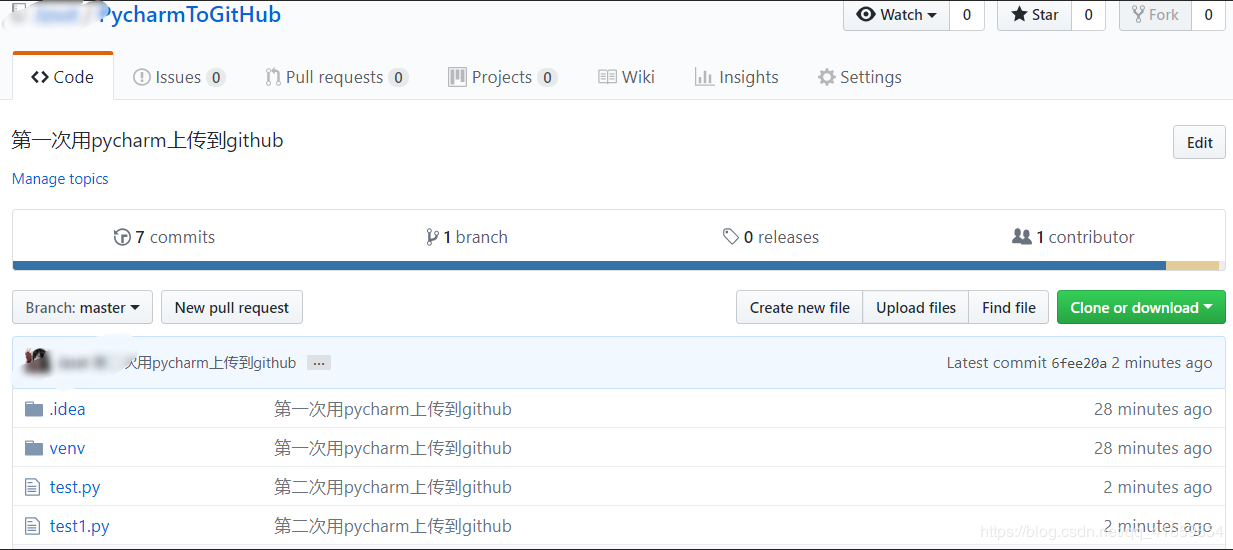 PycharmToGitHub
Watch 0 Star 0 Fork 0
Code Issues 0 Pull requests 0 Projects 0 Wiki Insights Settings
第一次用pycharm上传到github
Edit
Manage topics
7 commits 1 branch 0 releases 1 contributor
Branch: master New pull request Create new file Upload files Find file Clone or download
次用pycharm上传到github ... Latest commit 6fee20a 2 minutes ago
.idea 第一次用pycharm上传到github 28 minutes ago
venv 第一次用pycharm上传到github 28 minutes ago
test.py 第二次用pycharm上传到github 2 minutes ago
test1.py 第二次用pycharm上传到github 2 minutes ago